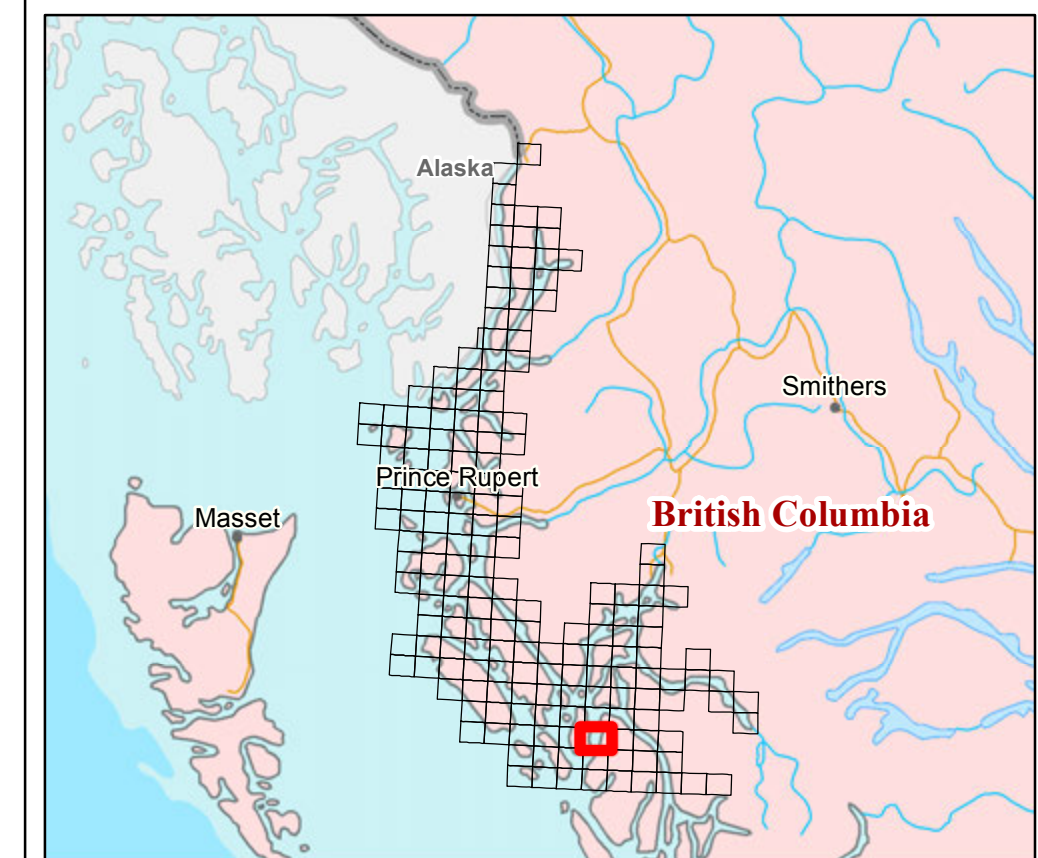 Alaska
Smithers
Prince Rupert
Masset
British Columbia